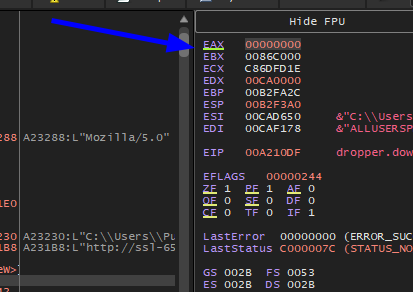 Hide FPU
EAX 00000000
EBX 0086C000
ECX C86DFD1E
EDX 00CA0000
EBP 00B2FA2C
ESP 00B2F3A0
ESI 00CAD650 &"C:\\Users
EDI 00CAF178 &"ALLUSERSP
288 A23288:L"Mozilla/5.0"
EIP 00A210DF dropper.dow
EFLAGS 00000244
ZF 1 PF 1 AF 0
OF 0 SF 0 DF 0
CF 0 TF 0 IF 1
1E0
230 A23230:L"C:\\Users\\Pu
1B8 A231B8:L"http://ssl-65
LastError 00000000 (ERROR_SUC
LastStatus C000007C (STATUS_NO
eW>]
GS 002B FS 0053
ES 002B DS 002B